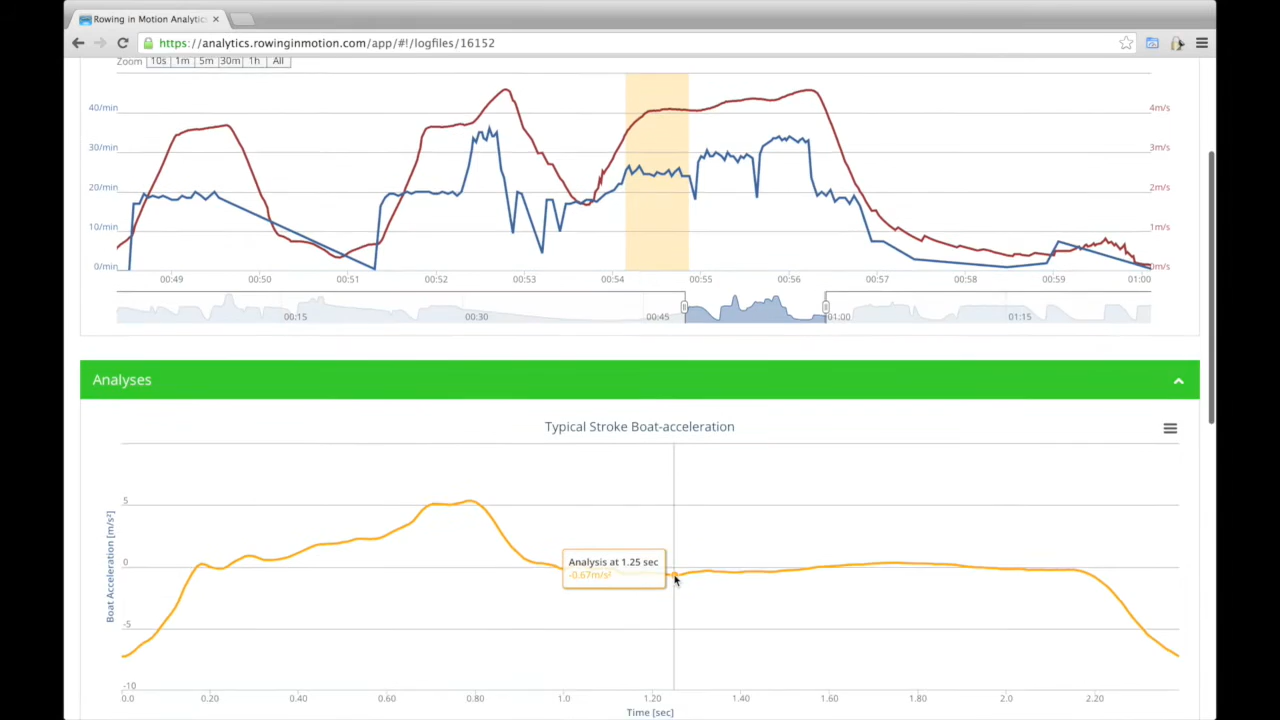 Rowing in Motion Analytics
https://analytics.rowinginmotion.com/app/#!/logfiles/16152
Zoom 10s 1m 5m 30m 1h All
40/min 4m/s
30/min 3m/s
20/min 2m/s
10/min 1m/s
0/min 0m/s
00:49 00:50 00:51 00:52 00:53 00:54 00:55 00:56 00:57 00:58 00:59 01:00
00:15 00:30 00:45 01:00 01:15
Analyses
Typical Stroke Boat-acceleration
Boat Acceleration [m/s²]
5
0
-5
-10
Analysis at 1.25 sec
-0.67m/s²
0.0 0.20 0.40 0.60 0.80 1.0 1.20 1.40 1.60 1.80 2.0 2.20
Time [sec]